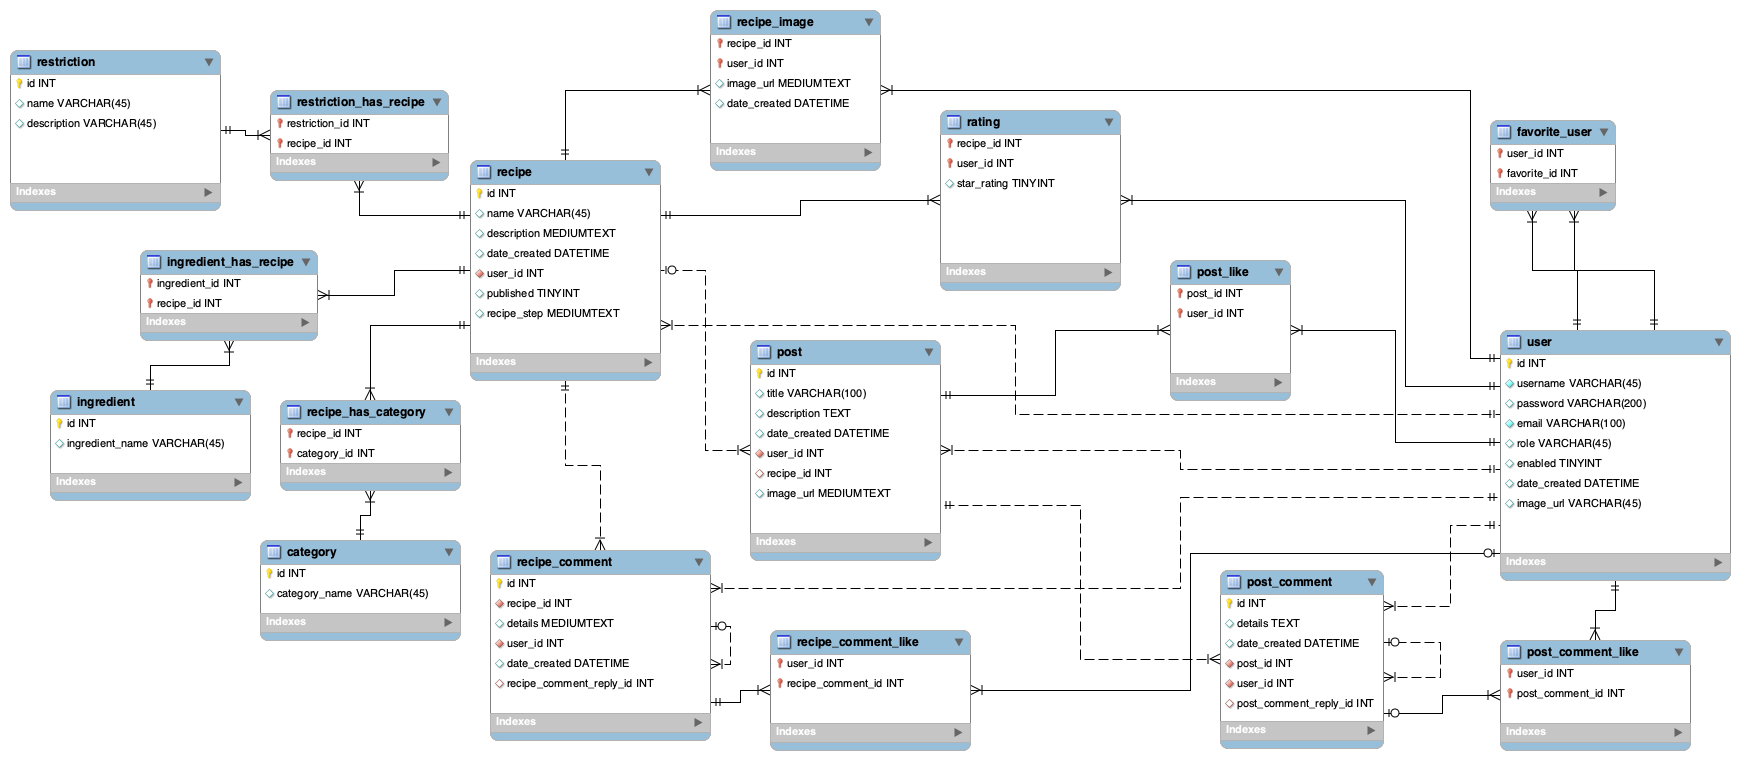 restriction
id INT
name VARCHAR(45)
description VARCHAR(45)
Indexes
restriction_has_recipe
restriction_id INT
recipe_id INT
Indexes
recipe_image
recipe_id INT
user_id INT
image_url MEDIUMTEXT
date_created DATETIME
Indexes
rating
recipe_id INT
user_id INT
star_rating TINYINT
Indexes
favorite_user
user_id INT
favorite_id INT
Indexes
recipe
id INT
name VARCHAR(45)
description MEDIUMTEXT
date_created DATETIME
user_id INT
published TINYINT
recipe_step MEDIUMTEXT
Indexes
ingredient_has_recipe
ingredient_id INT
recipe_id INT
Indexes
post_like
post_id INT
user_id INT
Indexes
post
id INT
title VARCHAR(100)
description TEXT
date_created DATETIME
user_id INT
recipe_id INT
image_url MEDIUMTEXT
Indexes
user
id INT
username VARCHAR(45)
password VARCHAR(200)
email VARCHAR(100)
role VARCHAR(45)
enabled TINYINT
date_created DATETIME
image_url VARCHAR(45)
Indexes
ingredient
id INT
ingredient_name VARCHAR(45)
Indexes
recipe_has_category
recipe_id INT
category_id INT
Indexes
category
id INT
category_name VARCHAR(45)
Indexes
recipe_comment
id INT
recipe_id INT
details MEDIUMTEXT
user_id INT
date_created DATETIME
recipe_comment_reply_id INT
Indexes
recipe_comment_like
user_id INT
recipe_comment_id INT
Indexes
post_comment
id INT
details TEXT
date_created DATETIME
post_id INT
user_id INT
post_comment_reply_id INT
Indexes
post_comment_like
user_id INT
post_comment_id INT
Indexes